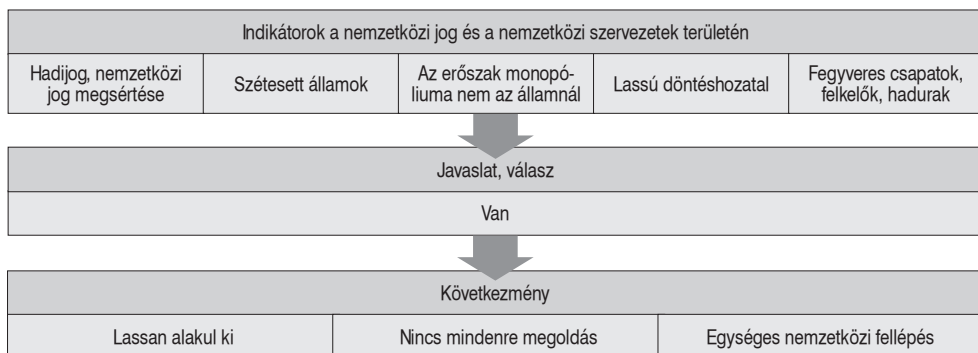 Indikátorok a nemzetközi jog és a nemzetközi szervezetek területén
Hadijog, nemzetközi
jog megsértése
Szétesett államok
Az erőszak monopó-
liuma nem az államnál
Lassú döntéshozatal
Fegyveres csapatok,
felkelők, hadurak
Javaslat, válasz
Van
Következmény
Lassan alakul ki
Nincs mindenre megoldás
Egységes nemzetközi fellépés